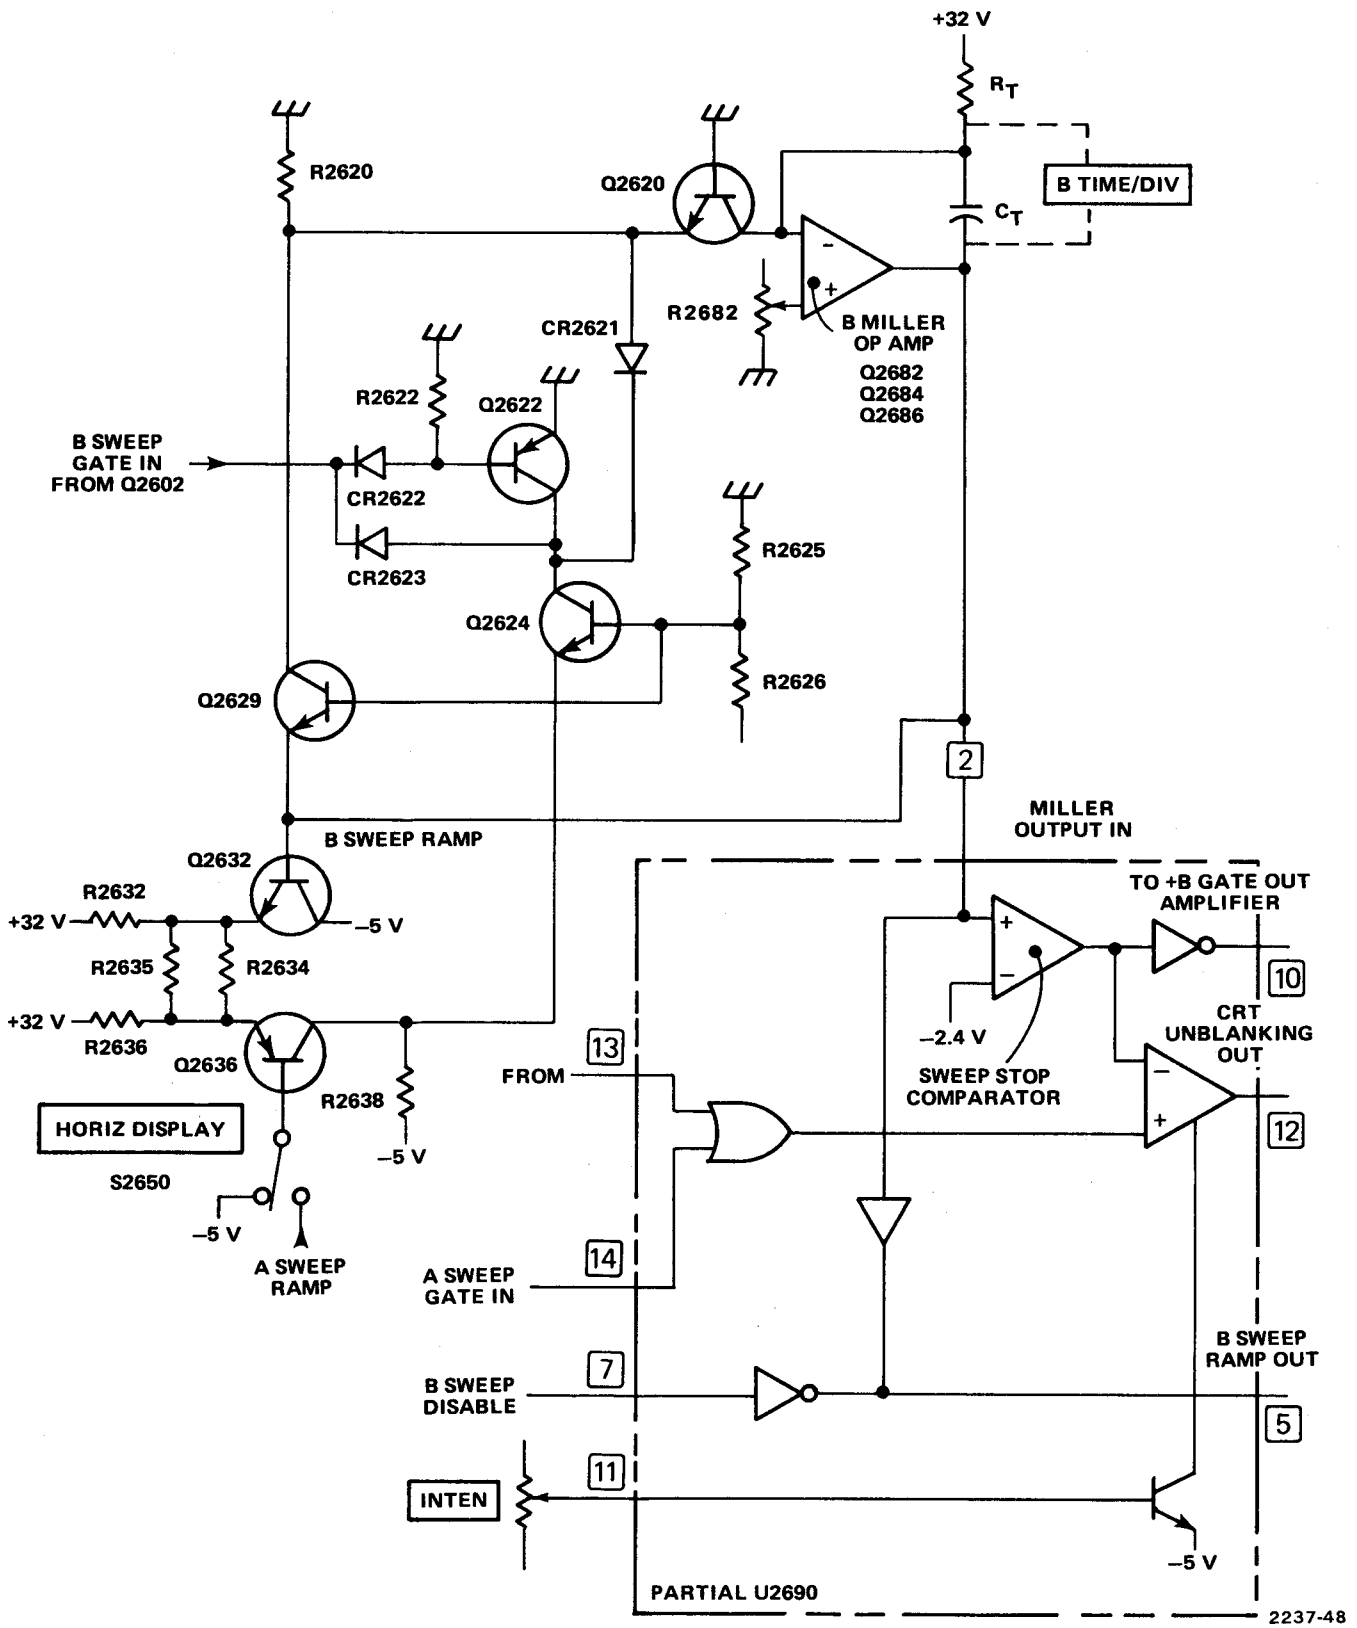 +32 V
RT
R2620
Q2620
B TIME/DIV
CT
R2682
B MILLER
OP AMP
Q2682
Q2684
Q2686
CR2621
R2622
Q2622
B SWEEP
GATE IN
FROM Q2602
CR2622
CR2623
R2625
Q2624
R2626
Q2629
2
MILLER
OUTPUT IN
B SWEEP RAMP
Q2632
R2632
+32 V
−5 V
R2635
R2634
+32 V
R2636
Q2636
R2638
−5 V
HORIZ DISPLAY
S2650
−5 V
A SWEEP
RAMP
TO +B GATE OUT
AMPLIFIER
+
−
−2.4 V
SWEEP STOP
COMPARATOR
10
CRT
UNBLANKING
OUT
−
+
12
13
FROM
14
A SWEEP
GATE IN
7
B SWEEP
DISABLE
B SWEEP
RAMP OUT
5
11
INTEN
−5 V
PARTIAL U2690
2237-48
-
+